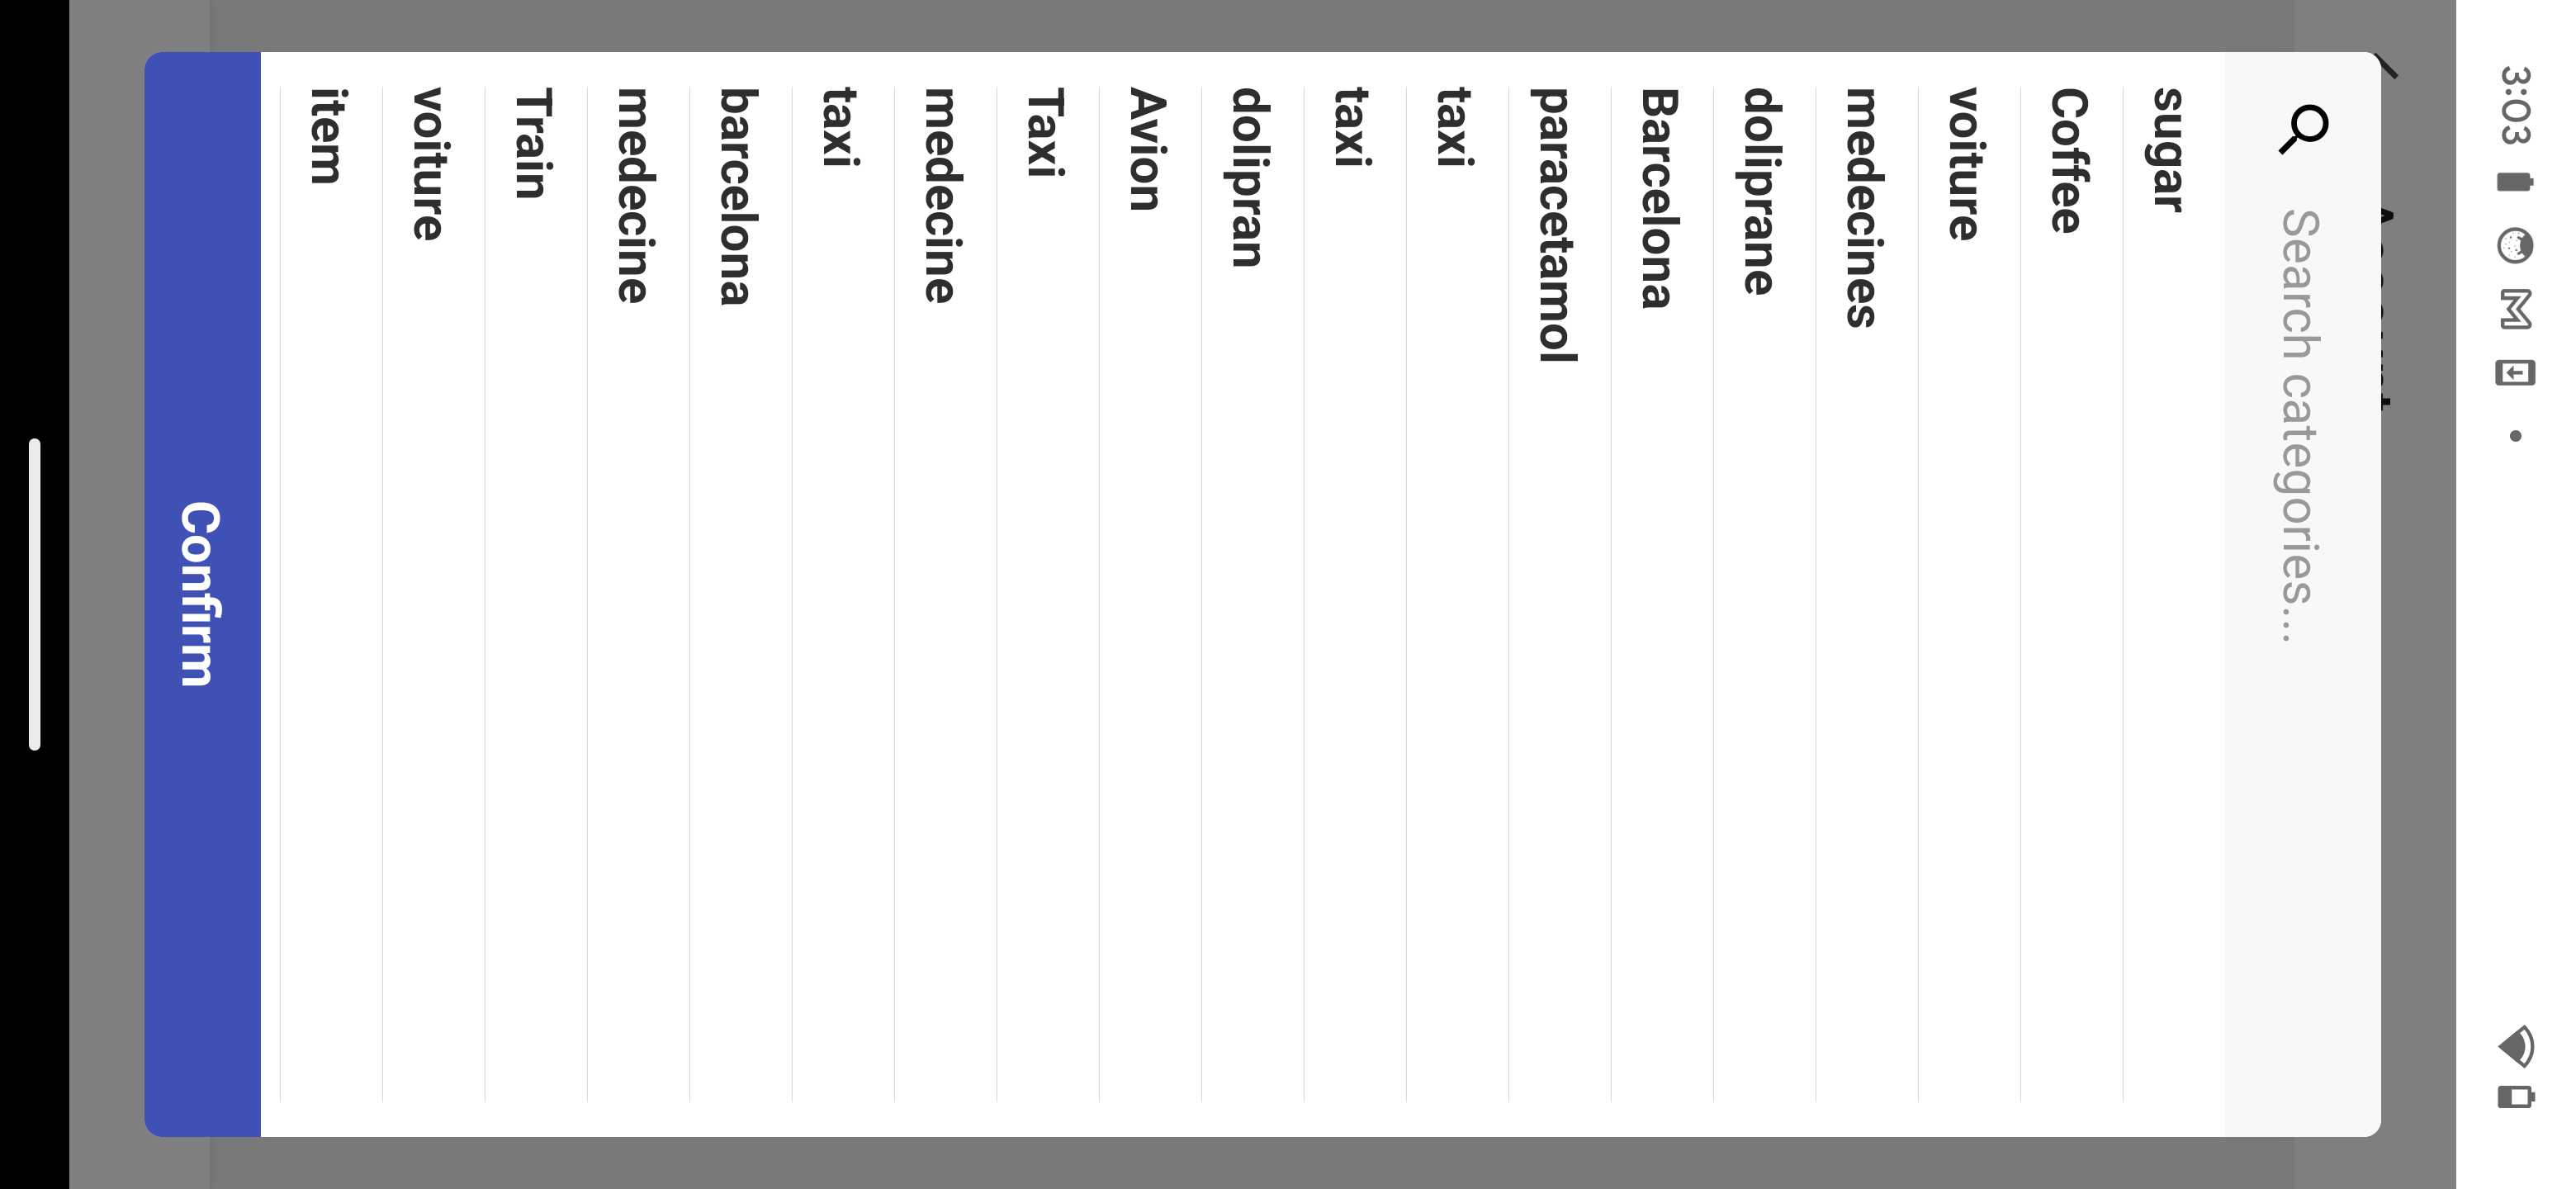 3:03
Search categories...
sugar
Coffee
voiture
medecines
doliprane
Barcelona
paracetamol
taxi
taxi
dolipran
Avion
Taxi
medecine
taxi
barcelona
medecine
Train
voiture
item
Confirm